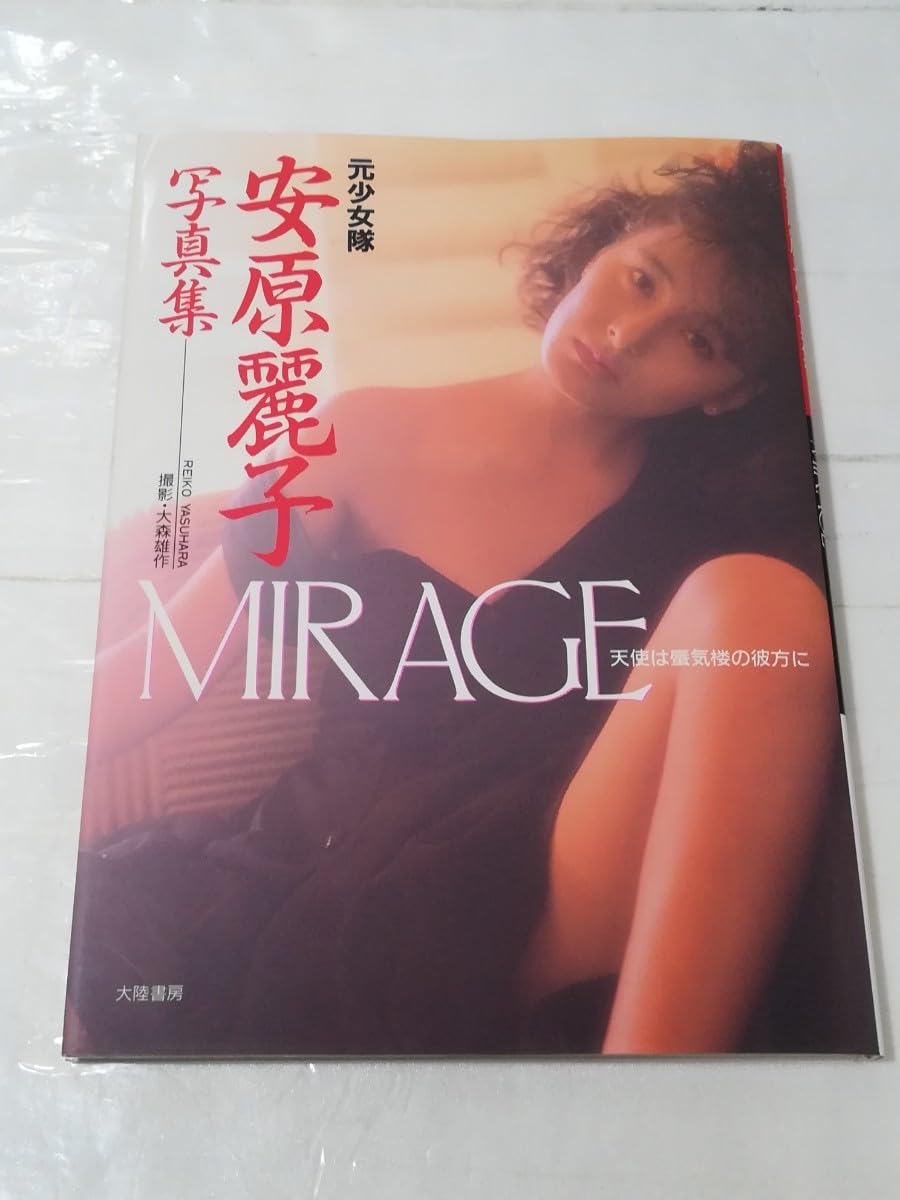 元少女隊
安原麗子
写真集
REIKO YASUHARA
撮影・大森雄作
MIRAGE
天使は蜃気楼の彼方に
大陸書房